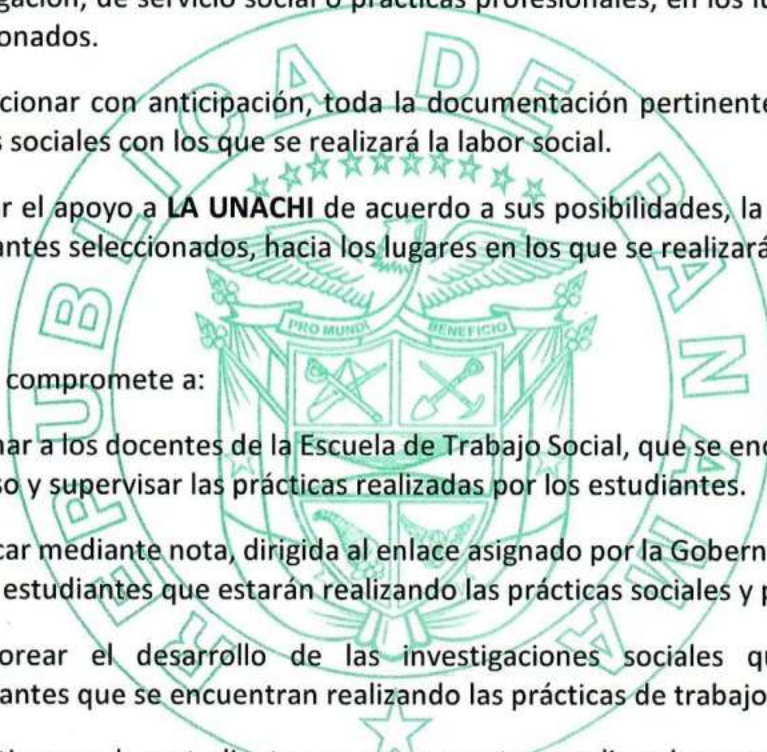 gación, de servicio social o prácticas profesionales, en los
onados.
cionar con anticipación, toda la documentación pertinente
s sociales con los que se realizará la labor social.
r el apoyo a LA UNACHI de acuerdo a sus posibilidades, la
antes seleccionados, hacia los lugares en los que se realizará
compromete a:
nar a los docentes de la Escuela de Trabajo Social, que se enc
so y supervisar las prácticas realizadas por los estudiantes.
car mediante nota, dirigida al enlace asignado por la Gobern
estudiantes que estarán realizando las prácticas sociales y p
orear el desarrollo de las investigaciones sociales qu
antes que se encuentran realizando las prácticas de trabajo
REPUBLICA DE PANAMA
PRO MUNDI BENEFICIO